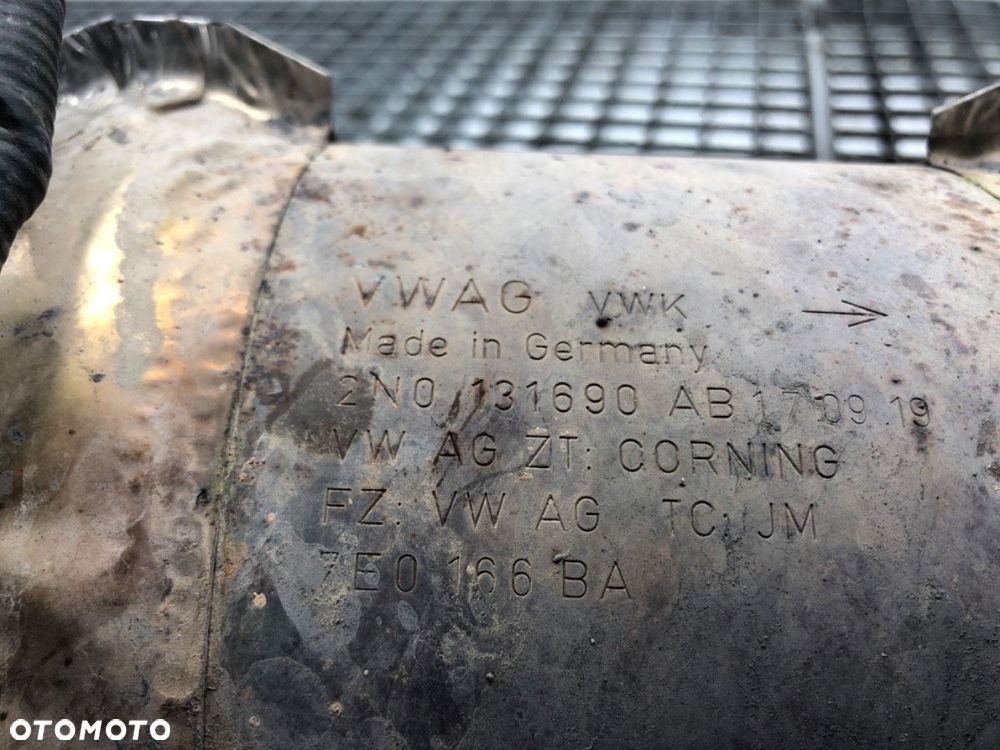 VWAG VWK →
Made in Germany
2N0 131690 AB 17 09 19
VW AG ZT: CORNING
FZ: VW AG TC: JM
7E0 166 BA
OTOMOTO